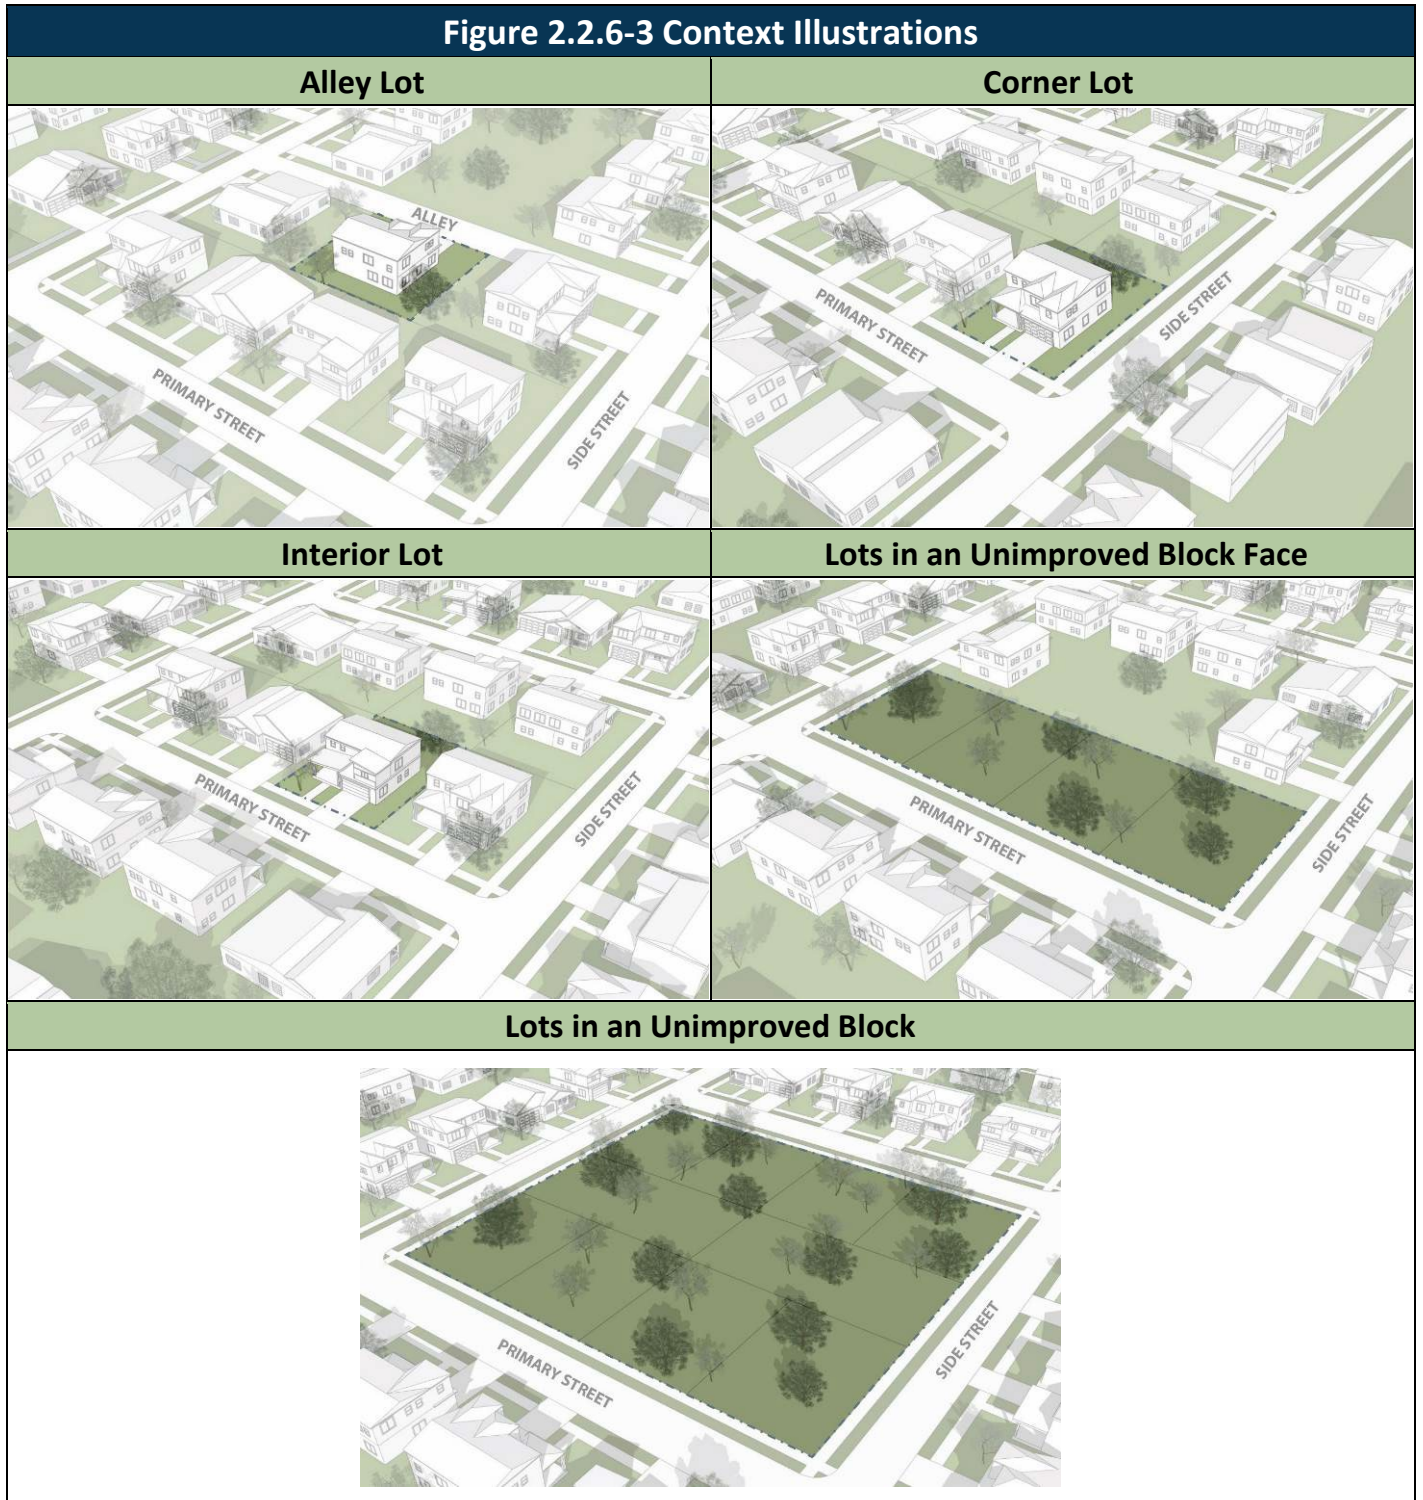 Figure 2.2.6-3 Context Illustrations
Alley Lot
Corner Lot
ALLEY
PRIMARY STREET
SIDE STREET
PRIMARY STREET
SIDE STREET
Interior Lot
Lots in an Unimproved Block Face
PRIMARY STREET
SIDE STREET
PRIMARY STREET
SIDE STREET
Lots in an Unimproved Block
PRIMARY STREET
SIDE STREET